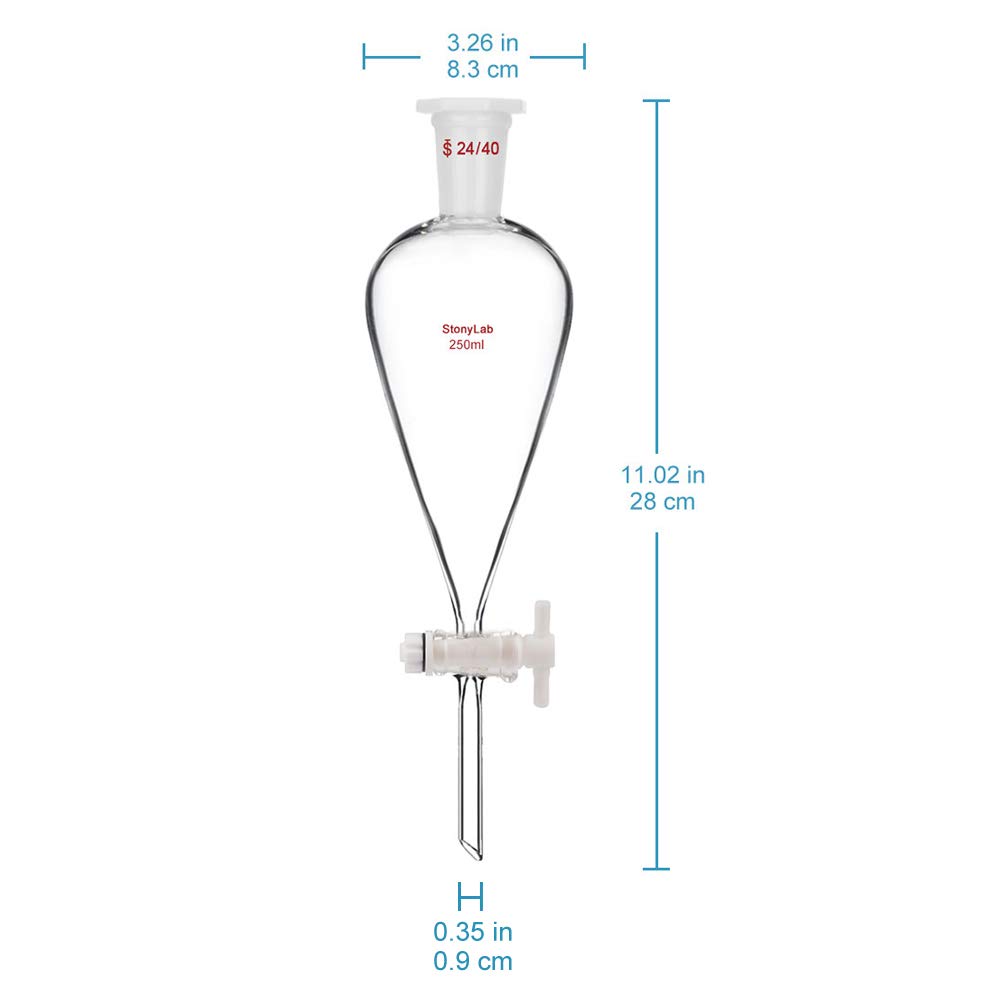 3.26 in
8.3 cm
$ 24/40
StonyLab
250ml
11.02 in
28 cm
0.35 in
0.9 cm